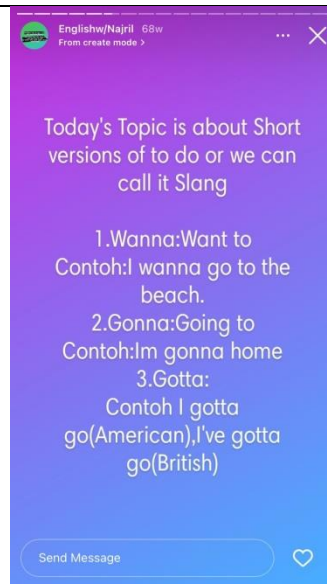 Englishw/Najril 68w
From create mode >
Today's Topic is about Short
versions of to do or we can
call it Slang
1.Wanna:Want to
Contoh:I wanna go to the
beach.
2.Gonna:Going to
Contoh:Im gonna home
3.Gotta:
Contoh I gotta
go(American),I've gotta
go(British)
Send Message